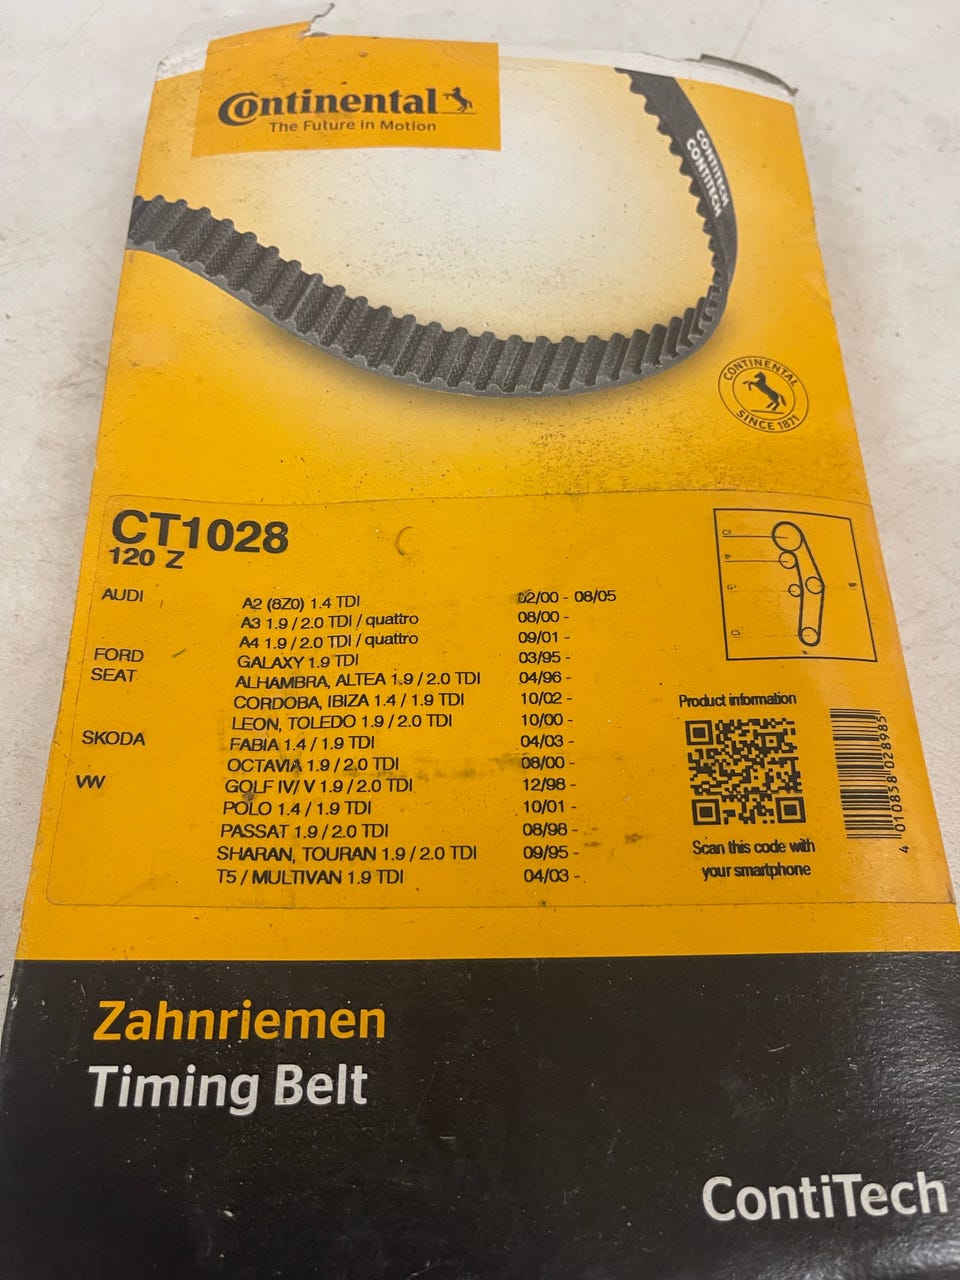 Continental
The Future in Motion
CONTITECH
CONTITECH
CONTINENTAL
SINCE 1871
CT1028
120 Z
AUDI A2 (8Z0) 1.4 TDI 02/00 - 08/05
A3 1.9 / 2.0 TDI / quattro 08/00 -
A4 1.9 / 2.0 TDI / quattro 09/01 -
FORD GALAXY 1.9 TDI 03/95 -
SEAT ALHAMBRA, ALTEA 1.9 / 2.0 TDI 04/96 -
CORDOBA, IBIZA 1.4 / 1.9 TDI 10/02 -
LEON, TOLEDO 1.9 / 2.0 TDI 10/00 -
SKODA FABIA 1.4 / 1.9 TDI 04/03 -
OCTAVIA 1.9 / 2.0 TDI 08/00 -
VW GOLF IV/ V 1.9 / 2.0 TDI 12/98 -
POLO 1.4 / 1.9 TDI 10/01 -
PASSAT 1.9 / 2.0 TDI 08/98 -
SHARAN, TOURAN 1.9 / 2.0 TDI 09/95 -
T5 / MULTIVAN 1.9 TDI 04/03 -
Product information
Scan this code with
your smartphone
4 010858 028985
Zahnriemen
Timing Belt
ContiTech